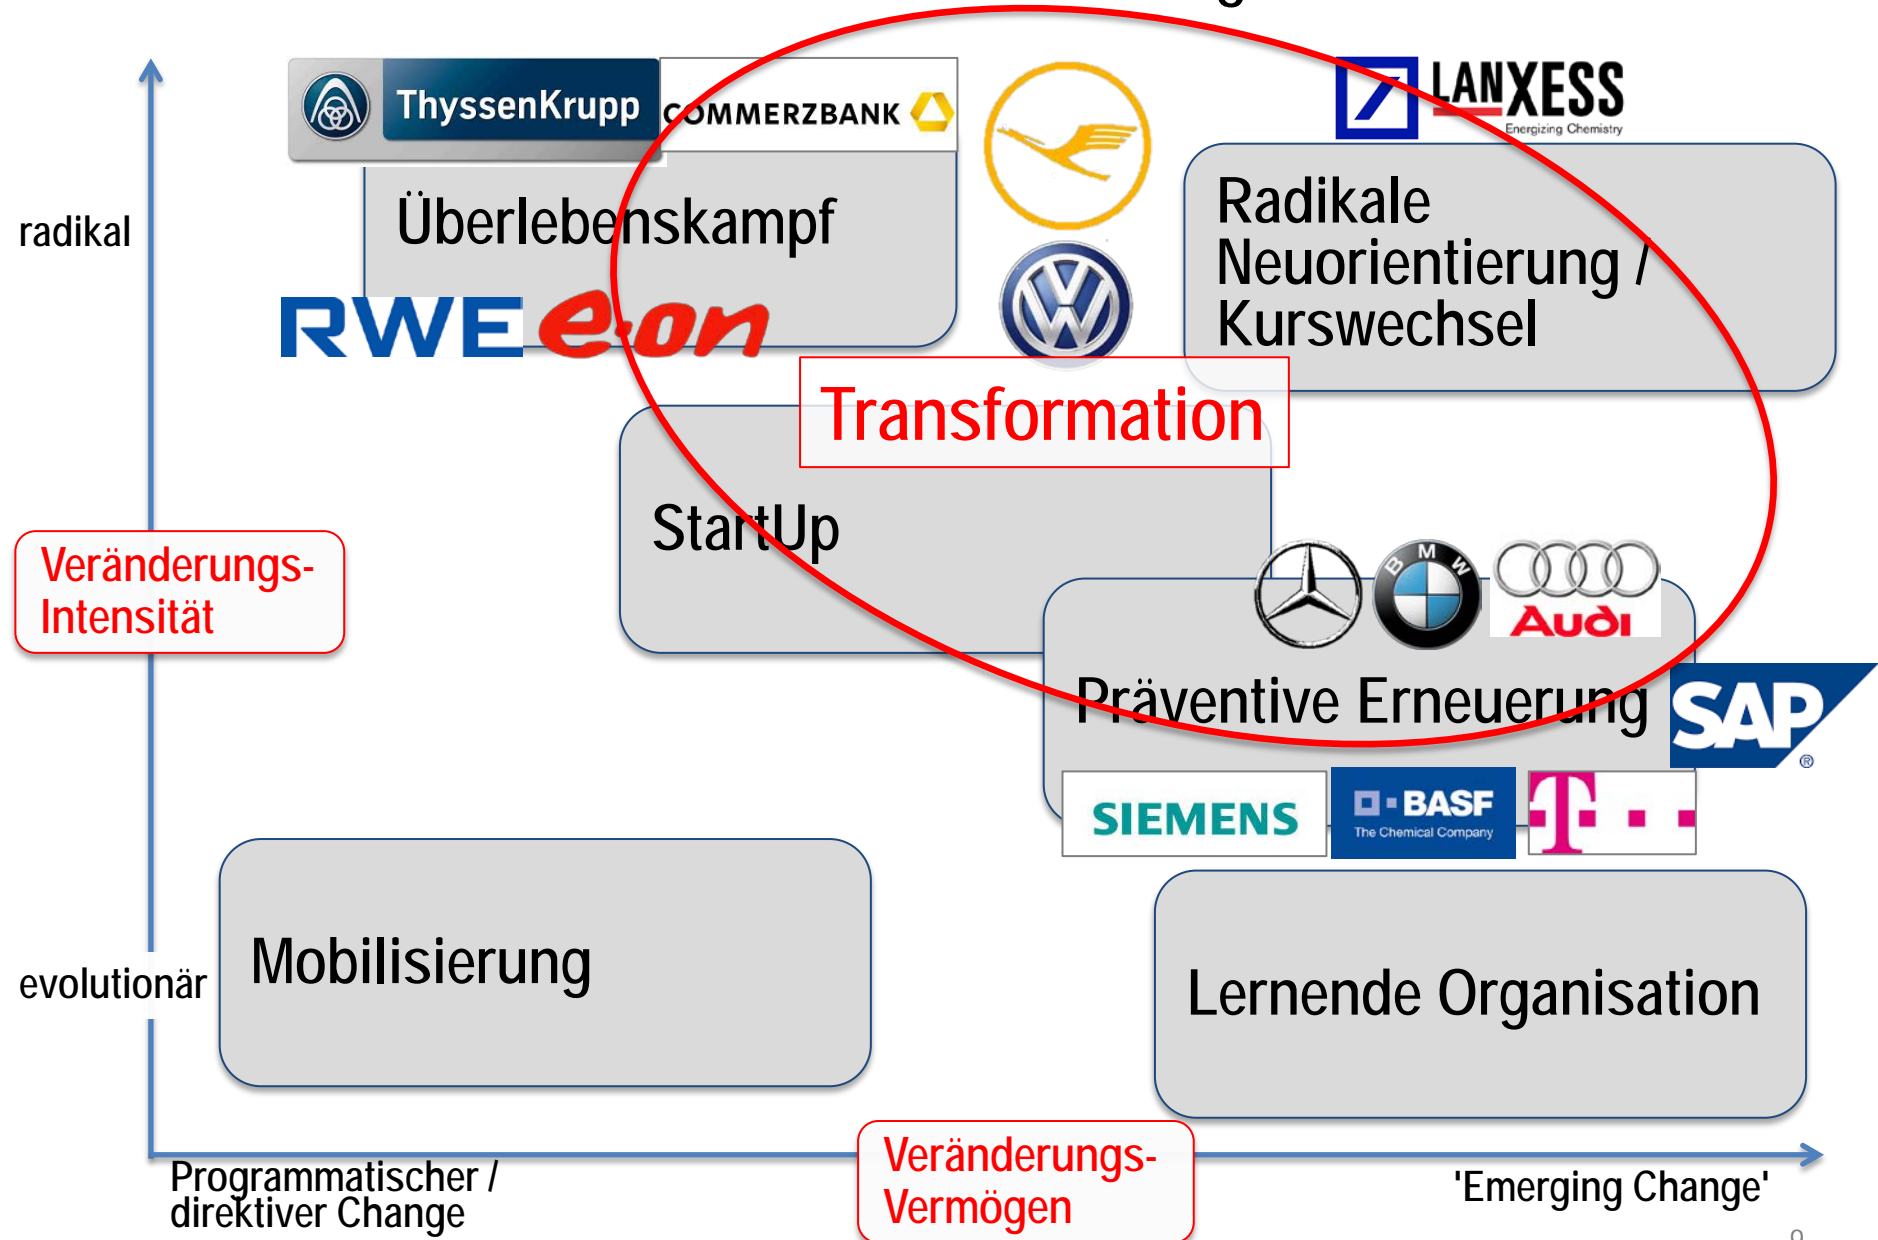 ThyssenKrupp
COMMERZBANK
LANXESS
Energizing Chemistry
radikal
Überlebenskampf
Radikale
Neuorientierung /
Kurswechsel
RWE
e·on
Transformation
StartUp
Veränderungs-
Intensität
BMW
Audi
Präventive Erneuerung
SAP
®
SIEMENS
BASF
The Chemical Company
T
Mobilisierung
evolutionär
Lernende Organisation
Programmatischer /
direktiver Change
Veränderungs-
Vermögen
'Emerging Change'